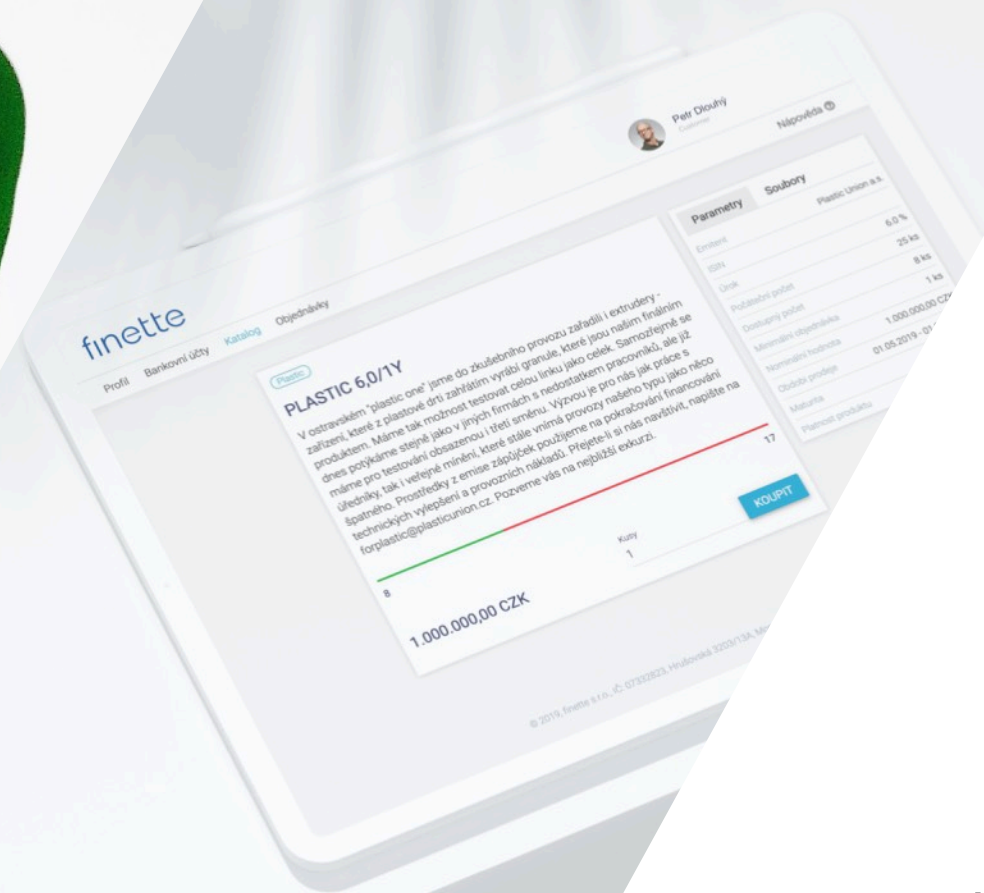 Petr Dlouhý
Customer
Nápověda
finette
Profil Bankovní účty Katalog Objednávky
Plastic
PLASTIC 6,0/1Y
V ostravském "plastic one" jsme do zkušebního provozu zařadili i extrudery -
zařízení, které z plastové drti zahřátím vyrábí granule, které jsou našim finálním
produktem. Máme tak možnost testovat celou linku jako celek. Samozřejmě se
dnes potýkáme stejně jako v jiných firmách s nedostatkem pracovníků, ale již
máme pro testování obsazenou i třetí směnu. Výzvou je pro nás jak práce s
úředníky, tak i veřejné mínění, které stále vnímá provozy našeho typu jako něco
špatného. Prostředky z emise zápůjček použijeme na pokračování financování
technických vylepšení a provozních nákladů. Přejete-li si nás navštívit, napište na
forplastic@plasticunion.cz. Pozveme vás na nejbližší exkurzi.
8 17
Kusy
1
KOUPIT
1.000.000,00 CZK
Parametry Soubory
Emitent Plastic Union a.s.
ISIN
Úrok 6.0 %
Počáteční počet 25 ks
Dostupný počet 8 ks
Minimální objednávka 1 ks
Nominální hodnota 1.000.000,00
Období prodeje 01.05.2019 -
Maturita
Platnost produktu
© 2019, finette s.r.o., IČ: 07332823, Hrušovská 3203/13A,